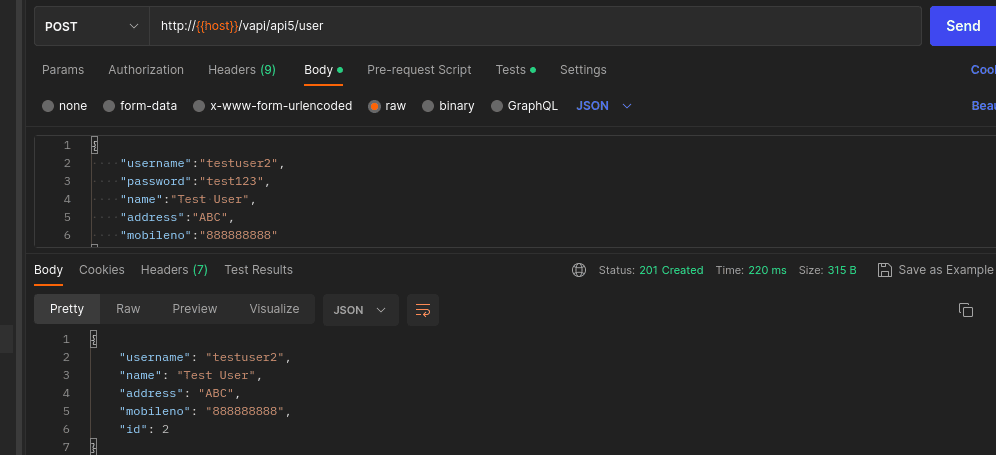 POST http://{{host}}/vapi/api5/user Send
Params Authorization Headers (9) Body Pre-request Script Tests Settings
none form-data x-www-form-urlencoded raw binary GraphQL JSON
1 {
2 "username":"testuser2",
3 "password":"test123",
4 "name":"Test User",
5 "address":"ABC",
6 "mobileno":"888888888"
Body Cookies Headers (7) Test Results Status: 201 Created Time: 220 ms Size: 315 B Save as Example
Pretty Raw Preview Visualize JSON
1 {
2 "username": "testuser2",
3 "name": "Test User",
4 "address": "ABC",
5 "mobileno": "888888888",
6 "id": 2
7 }